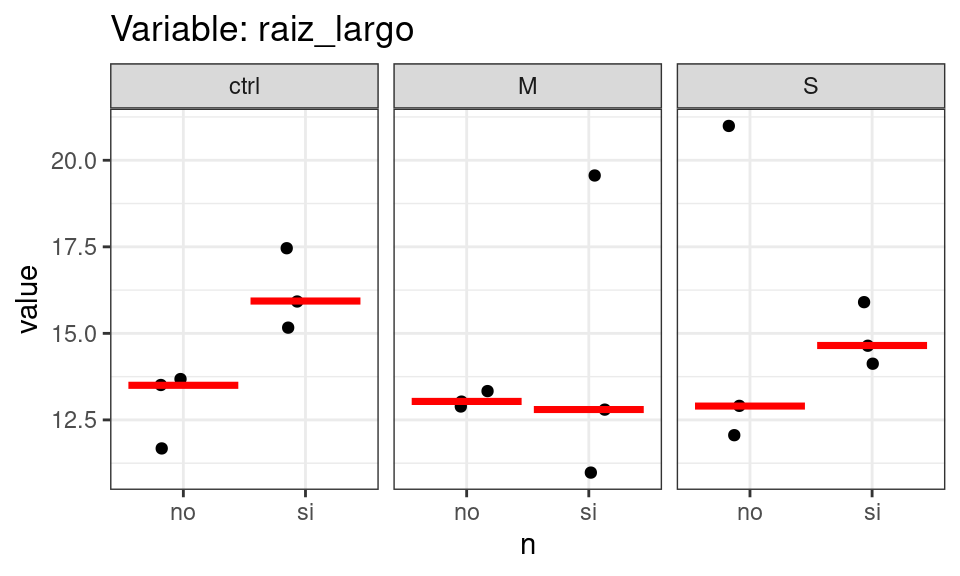 Variable: raiz_largo
ctrl M S
20.0
17.5
15.0
12.5
value
no si no si no si
n